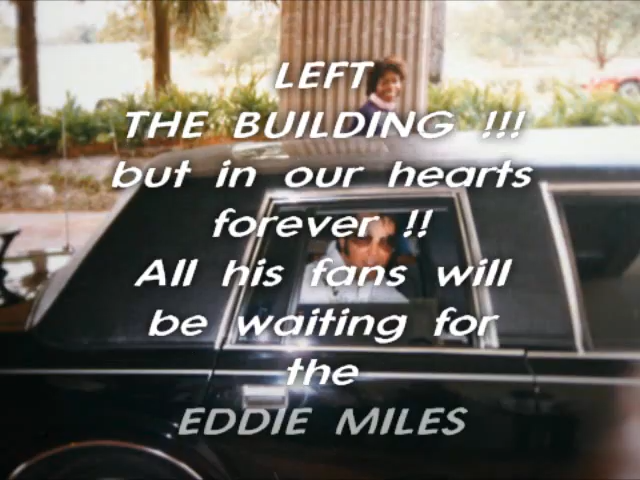 LEFT
THE BUILDING !!!
but in our hearts
forever !!
All his fans will
be waiting for
the
EDDIE MILES